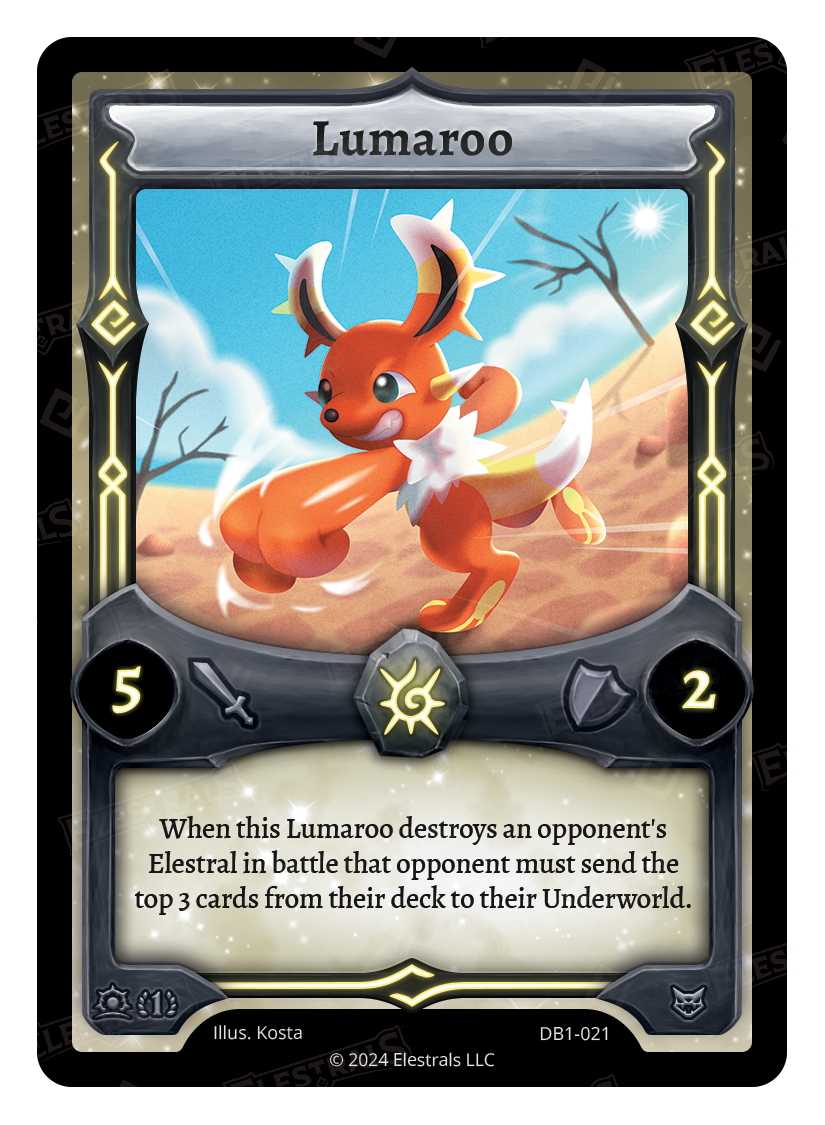 Lumaroo
5
2
When this Lumaroo destroys an opponent's
Elestral in battle that opponent must send the
top 3 cards from their deck to their Underworld.
1
Illus. Kosta
DB1-021
© 2024 Elestrals LLC